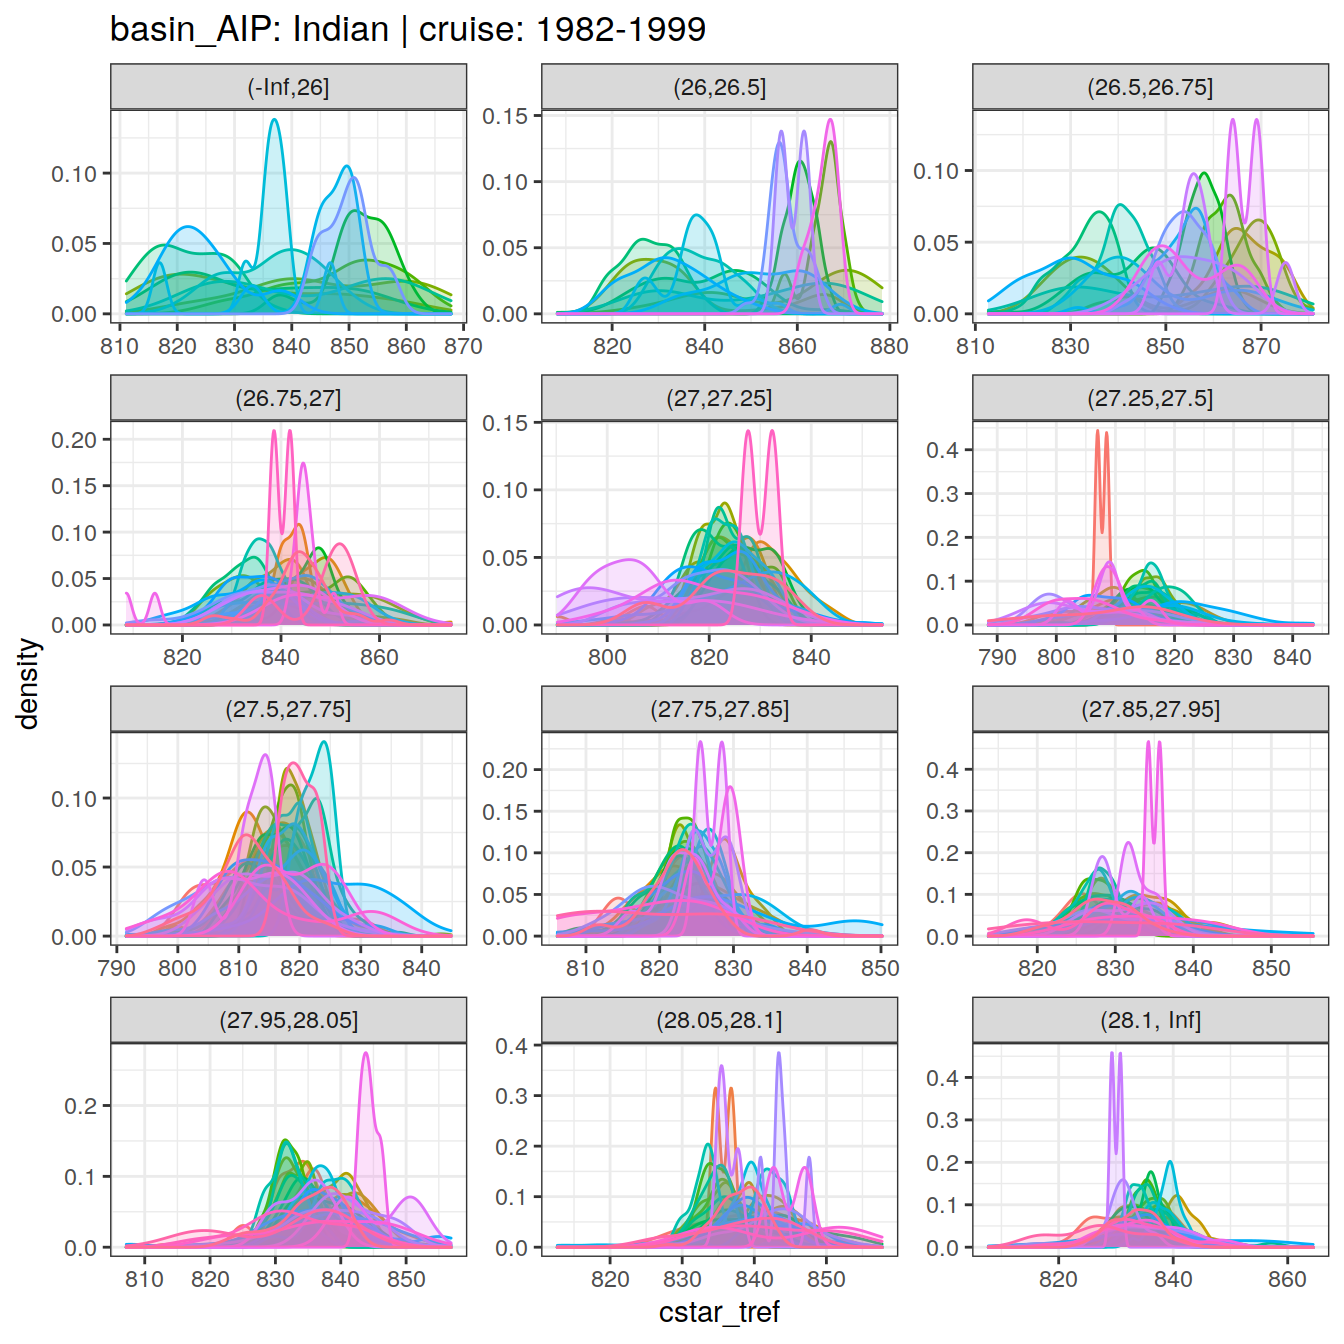 basin_AIP: Indian | cruise: 1982-1999
(-Inf,26] (26,26.5] (26.5,26.75]
0.10 0.05 0.00
0.15 0.10 0.05 0.00
0.10 0.05 0.00
810 820 830 840 850 860 870
820 840 860 880
810 830 850 870
(26.75,27] (27,27.25] (27.25,27.5]
0.20 0.15 0.10 0.05 0.00
0.15 0.10 0.05 0.00
0.4 0.3 0.2 0.1 0.0
820 840 860
800 820 840
790 800 810 820 830 840
density
(27.5,27.75] (27.75,27.85] (27.85,27.95]
0.10 0.05 0.00
0.20 0.15 0.10 0.05 0.00
0.4 0.3 0.2 0.1 0.0
790 800 810 820 830 840
810 820 830 840 850
820 830 840 850
(27.95,28.05] (28.05,28.1] (28.1, Inf]
0.2 0.1 0.0
0.4 0.3 0.2 0.1 0.0
0.4 0.3 0.2 0.1 0.0
810 820 830 840 850
820 830 840 850
820 840 860
cstar_tref